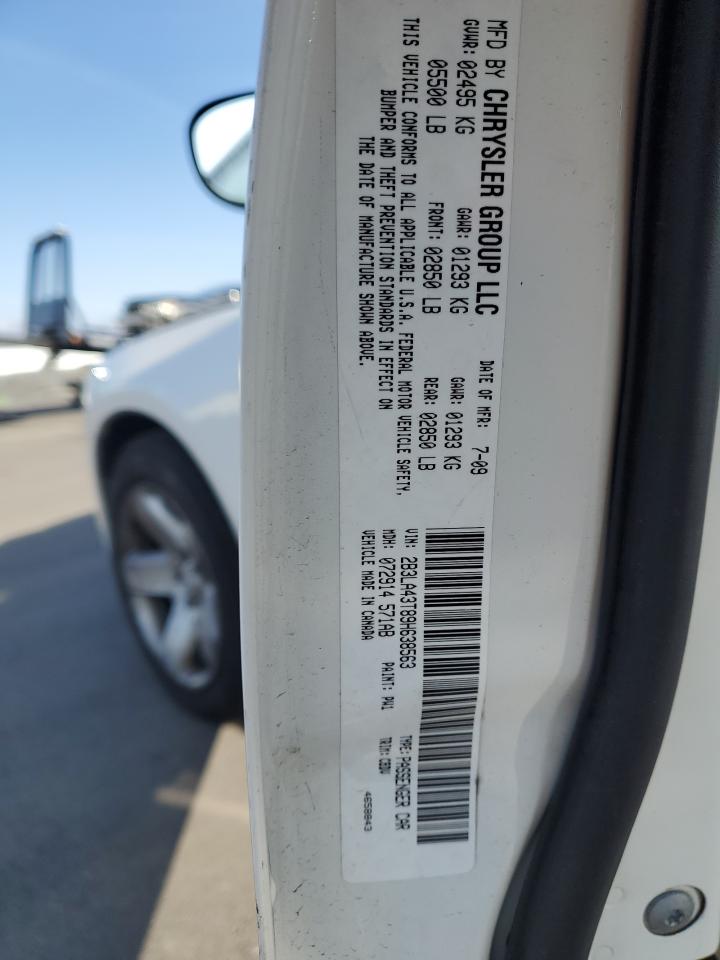 MFD BY CHRYSLER GROUP LLC DATE OF MFR: 7-09
GVWR: 02495 KG GAWR: 01293 KG GAWR: 01293 KG
05500 LB FRONT: 02850 LB REAR: 02850 LB
THIS VEHICLE CONFORMS TO ALL APPLICABLE U.S.A. FEDERAL MOTOR VEHICLE SAFETY,
BUMPER AND THEFT PREVENTION STANDARDS IN EFFECT ON
THE DATE OF MANUFACTURE SHOWN ABOVE.
VIN: 2B3LA43T89H638563 TYPE: PASSENGER CAR
MDH: 072914 571AB PAINT: PW1 TRIM: CBDV
VEHICLE MADE IN CANADA 4658843